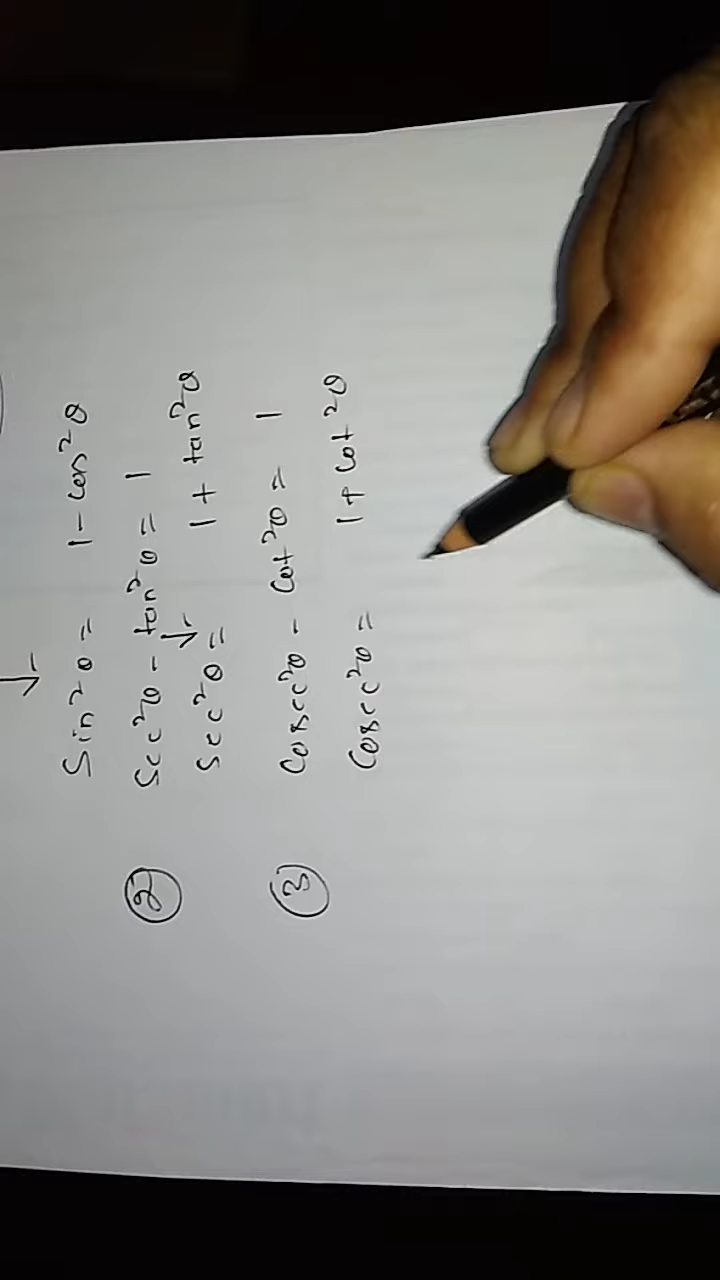 Sin²θ = 1 - cos²θ
② Sec²θ - tan²θ = 1
Sec²θ = 1 + tan²θ
③ Cosec²θ - Cot²θ = 1
Cosec²θ = 1 + Cot²θ